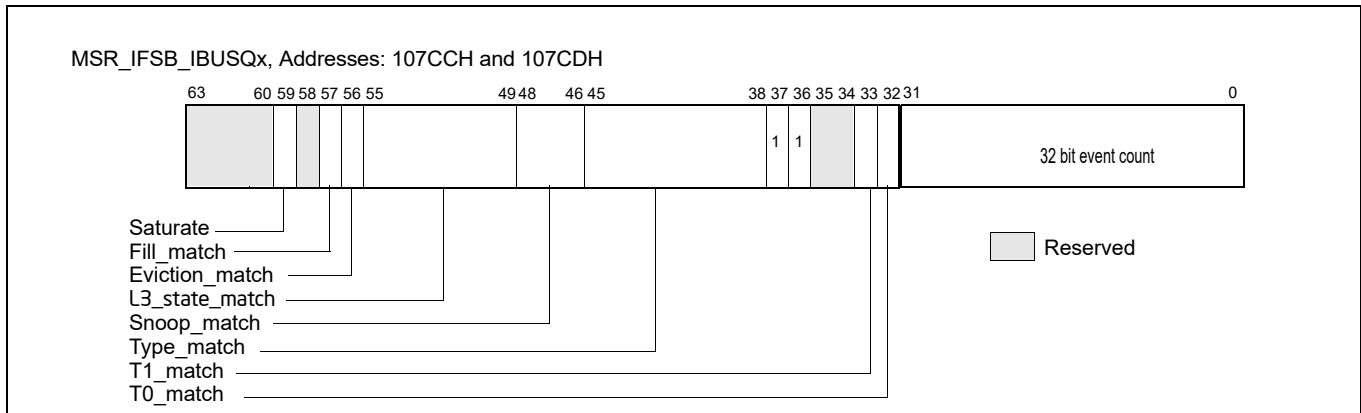 MSR_IFSB_IBUSQx, Addresses: 107CCH and 107CDH
63 60 59 58 57 56 55 49 48 46 45 38 37 36 35 34 33 32 31 0
1 1 32 bit event count
Saturate
Fill_match
Eviction_match
L3_state_match
Snoop_match
Type_match
T1_match
T0_match
Reserved